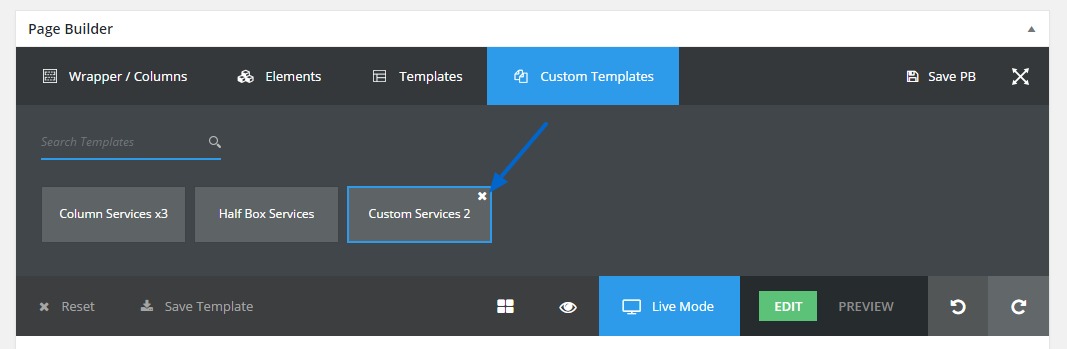 Page Builder
Wrapper / Columns Elements Templates Custom Templates Save PB
Search Templates
Column Services x3 Half Box Services Custom Services 2
Reset Save Template Live Mode EDIT PREVIEW